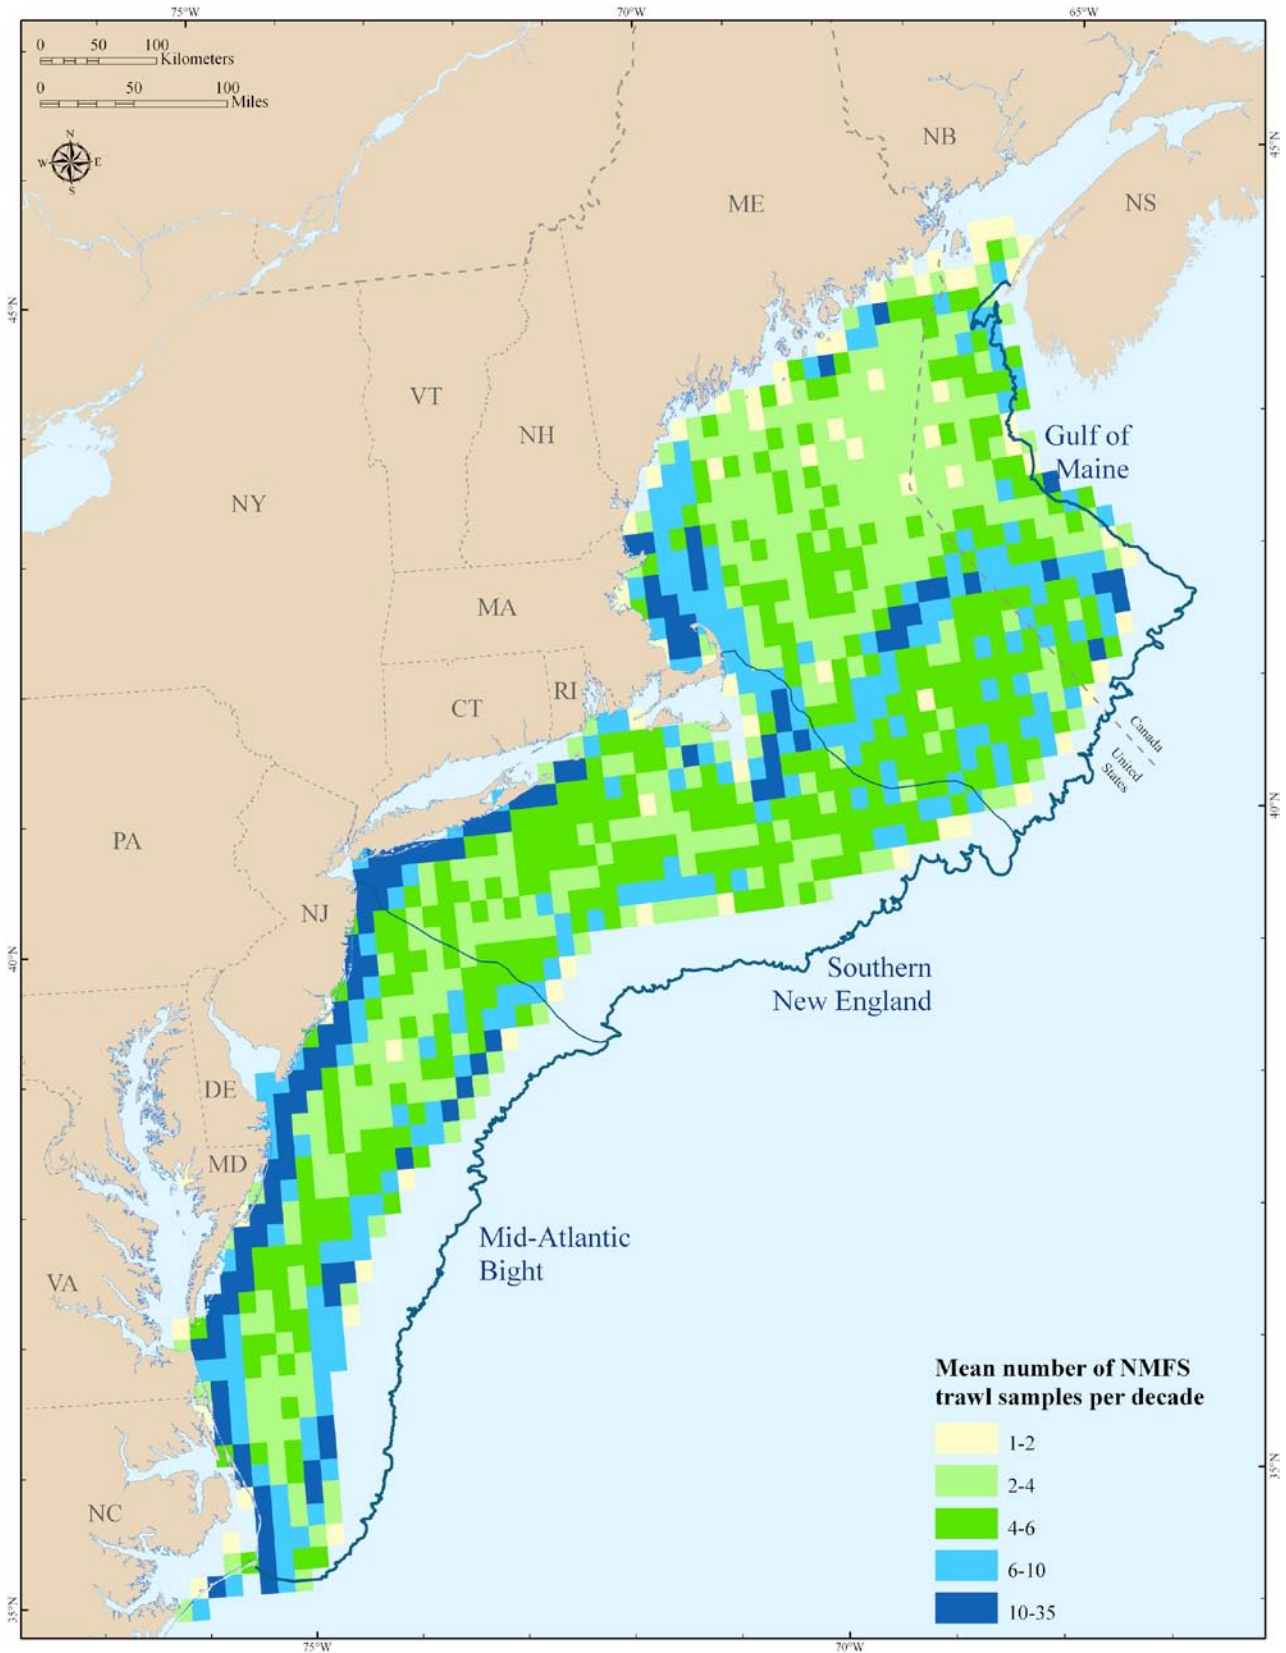 75°W
70°W
65°W
0 50 100
Kilometers
0 50 100
Miles
N
W E
S
NB
45°N
ME
NS
45°N
VT
NH
Gulf of
Maine
NY
MA
RI
CT
Canada
United
States
40°N
PA
NJ
40°N
Southern
New England
DE
MD
Mid-Atlantic
Bight
VA
Mean number of NMFS
trawl samples per decade
1-2
2-4
35°N
NC
4-6
6-10
35°N
10-35
75°W
70°W